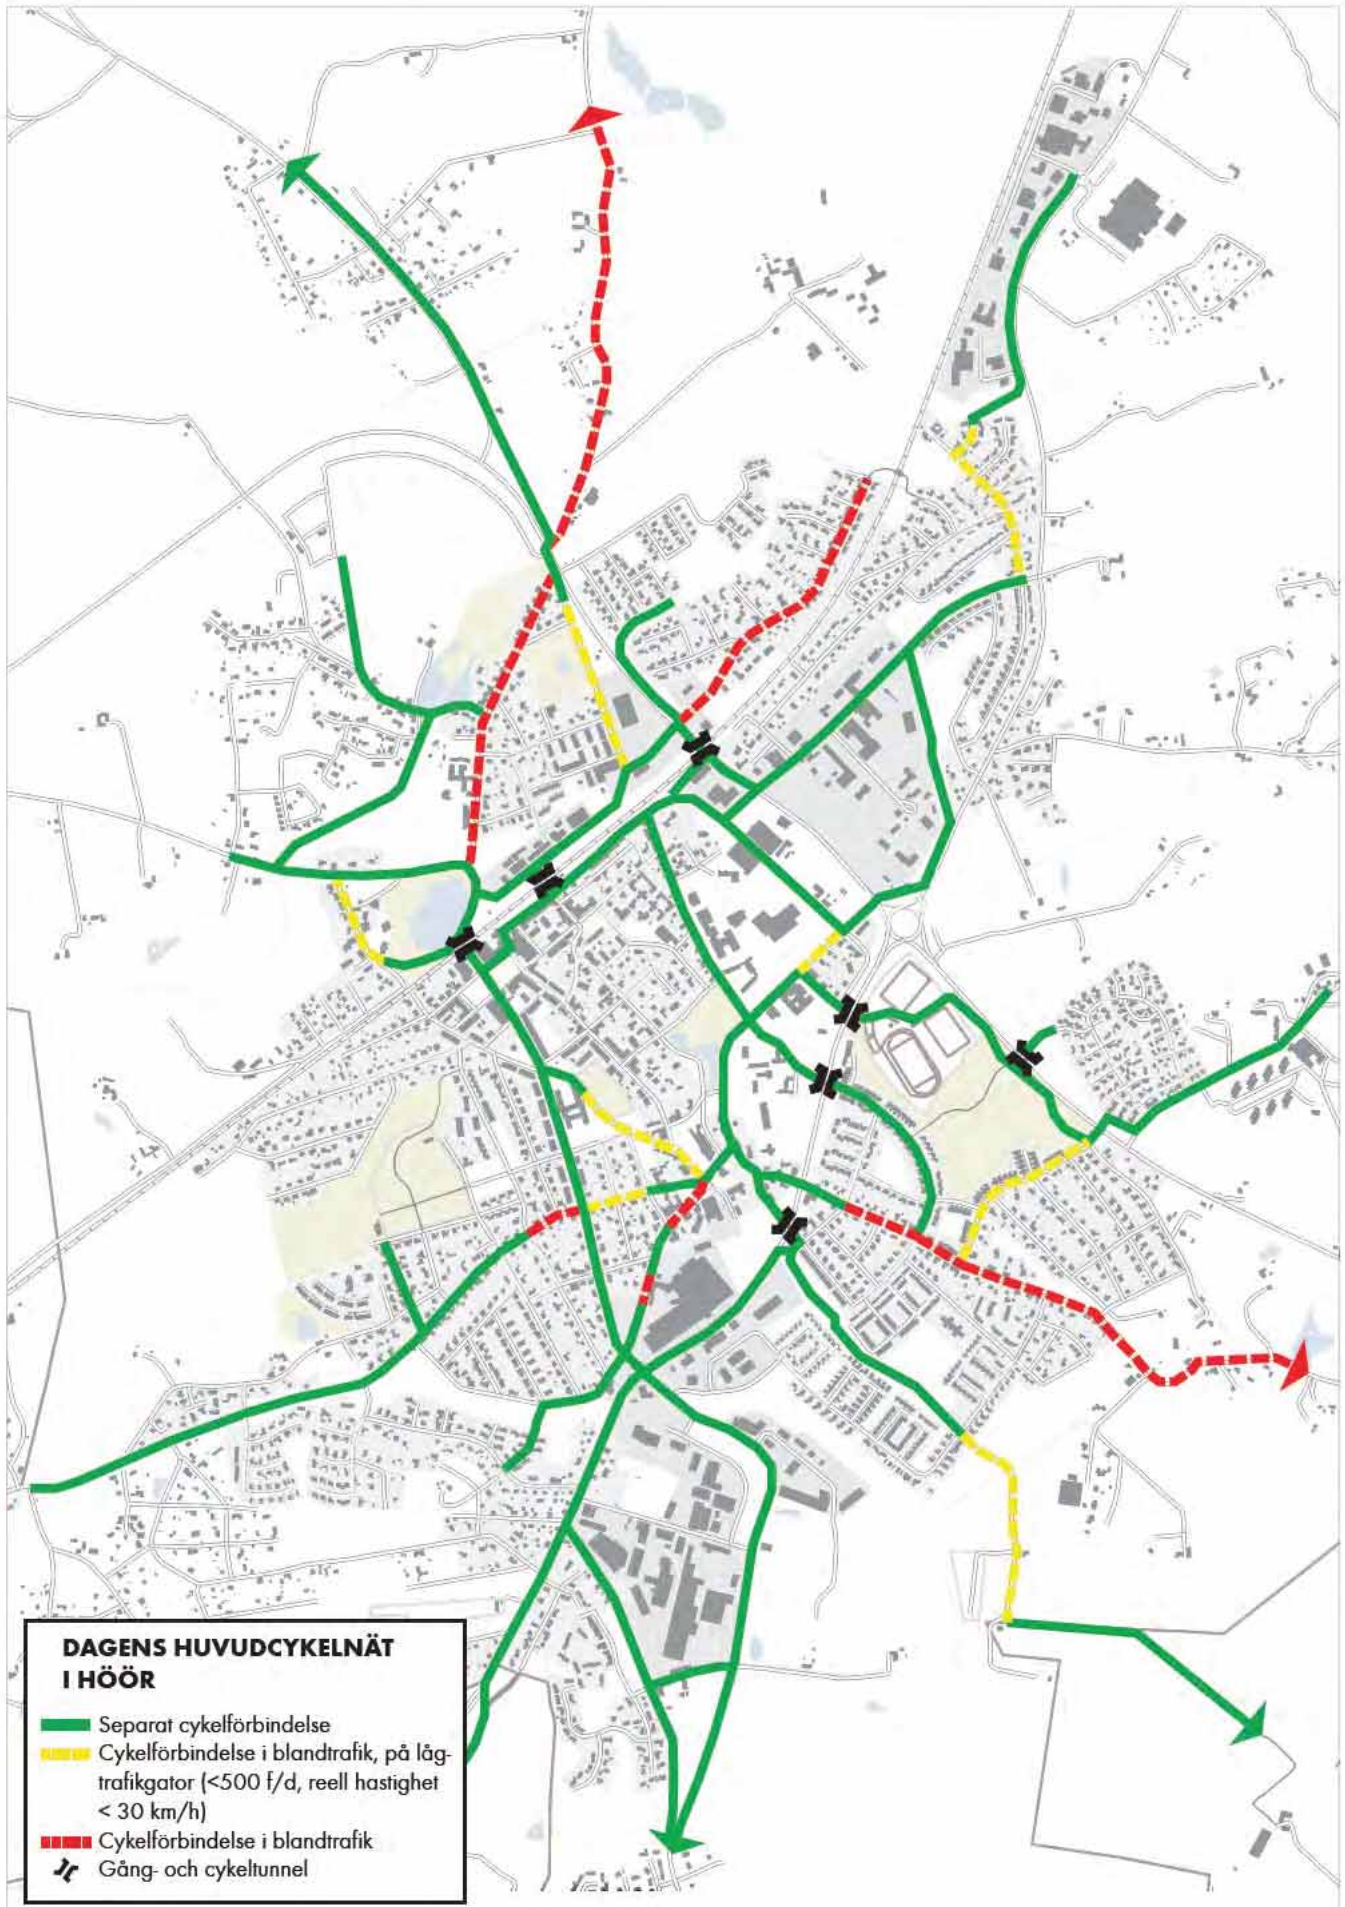 DAGENS HUVUDCYKELNÄT
I HÖÖR
Separat cykelförbindelse
Cykelförbindelse i blandtrafik, på låg-
trafikgator (<500 f/d, reell hastighet
< 30 km/h)
Cykelförbindelse i blandtrafik
Gång- och cykeltunnel